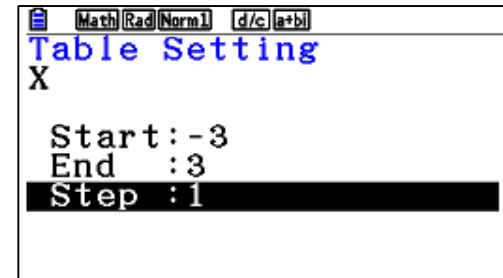 Math Rad Norm1 d/c a+bi
Table Setting
X
Start:-3
End :3
Step :1